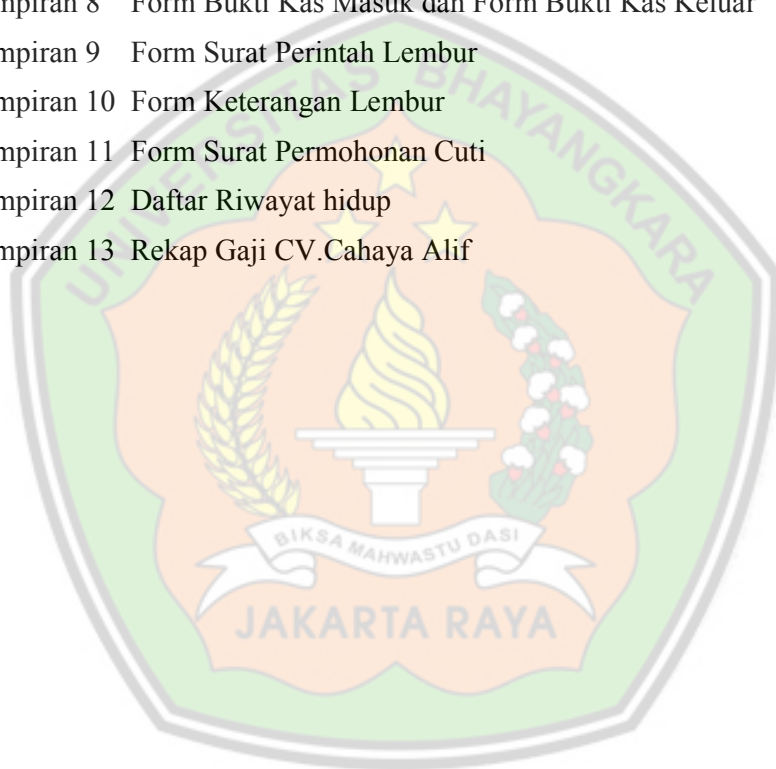 mpiran 8 Form Bukti Kas Masuk dan Form Bukti Kas Keluar
mpiran 9 Form Surat Perintah Lembur
mpiran 10 Form Keterangan Lembur
mpiran 11 Form Surat Permohonan Cuti
mpiran 12 Daftar Riwayat hidup
mpiran 13 Rekap Gaji CV.Cahaya Alif
UNIVERSITAS BHAYANGKARA
BIKSA MAHWASTU DASI
JAKARTA RAYA